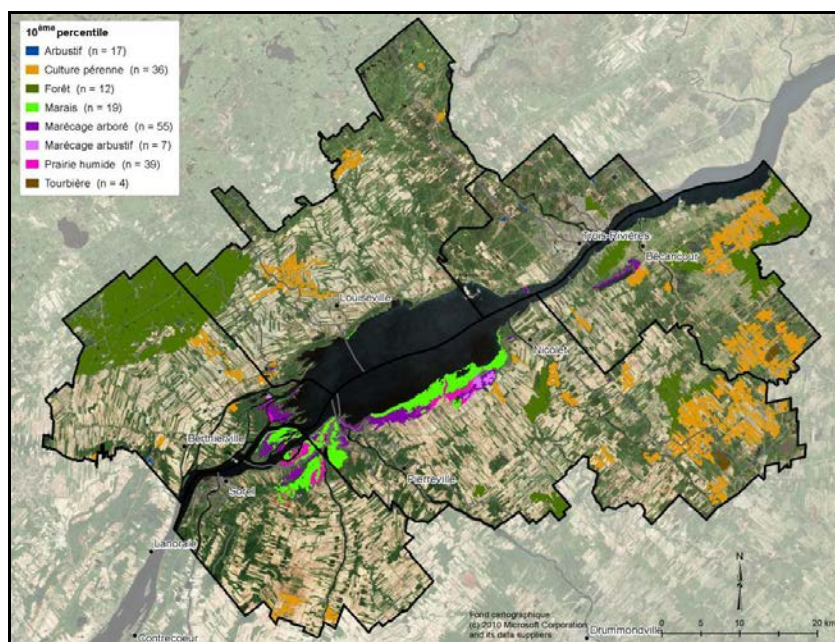 10ème percentile
Arbustif (n = 17)
Culture pérenne (n = 36)
Forêt (n = 12)
Marais (n = 19)
Marécage arboré (n = 55)
Marécage arbustif (n = 7)
Prairie humide (n = 39)
Tourbière (n = 4)
Trois-Rivières
Bécancour
Louiseville
Nicolet
Berthierville
Pierreville
Sorel
Lanoraie
Contrecoeur
Drummondville
N
Fond cartographique
(c) 2010 Microsoft Corporation
and its data suppliers
0 5 10 20 km